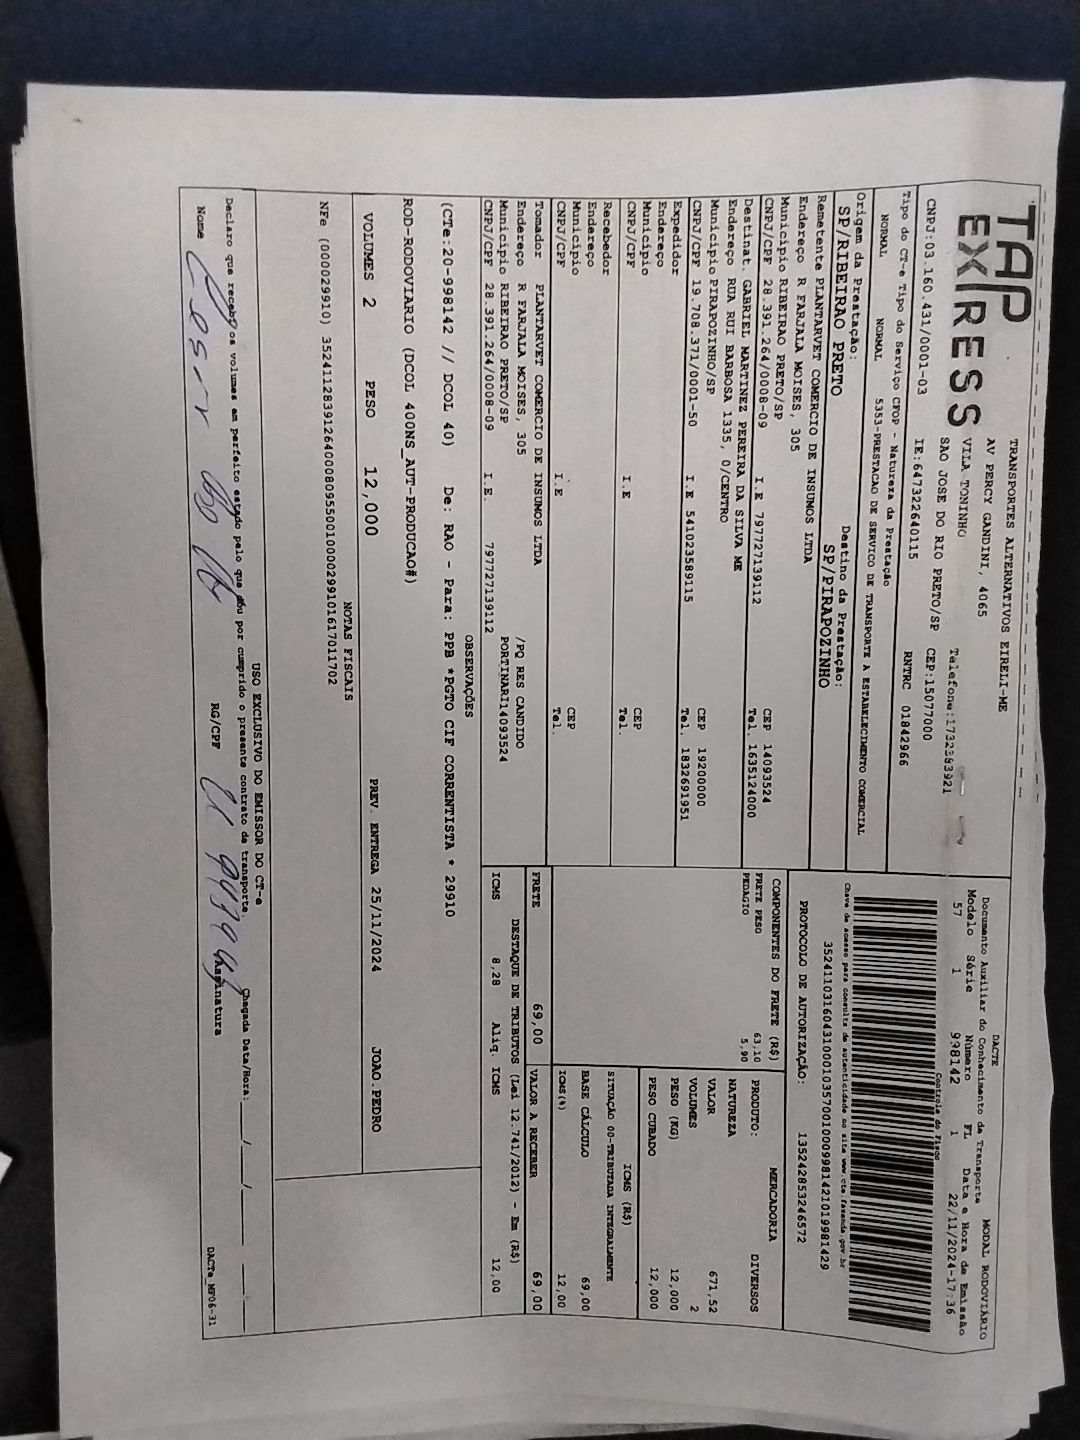 TAP
EXPRESS
TRANSPORTES ALTERNATIVOS EIRELI-ME
AV PERCY GANDINI, 4065
VILA TONINHO Telefone:1732383921
SAO JOSE DO RIO PRETO/SP CEP:15077000
CNPJ:03.160.431/0001-03 IE:647322640115 RNTRC 01842966
Tipo do CT-e Tipo do Serviço CFOP - Natureza da Prestação
NORMAL NORMAL 5353-PRESTACAO DE SERVICO DE TRANSPORTE A ESTABELECIMENTO COMERCIAL
Origem da Prestação: Destino da Prestação:
SP/RIBEIRAO PRETO SP/PIRAPOZINHO
Remetente PLANTARVET COMERCIO DE INSUMOS LTDA
Endereço R FARJALA MOISES, 305
Município RIBEIRAO PRETO/SP CEP 14093524
CNPJ/CPF 28.391.264/0008-09 I.E 797727139112 Tel. 1635124000
Destinat. GABRIEL MARTINEZ PEREIRA DA SILVA ME
Endereço RUA RUI BARBOSA 1335, 0/CENTRO
Município PIRAPOZINHO/SP CEP 19200000
CNPJ/CPF 19.708.371/0001-50 I.E 541023589115 Tel. 1832691951
Expedidor
Endereço
Município CEP
CNPJ/CPF I.E Tel.
Recebedor
Endereço
Município CEP
CNPJ/CPF I.E Tel.
Tomador PLANTARVET COMERCIO DE INSUMOS LTDA
Endereço R FARJALA MOISES, 305 /PQ RES CANDIDO
Município RIBEIRAO PRETO/SP PORTINARI14093524
CNPJ/CPF 28.391.264/0008-09 I.E. 797727139112
DACTE MODAL RODOVIÁRIO
Documento Auxiliar do Conhecimento de Transporte
Modelo Série Número FL Data e Hora de Emissão
57 1 998142 1 22/11/2024-17:36
Controle do Fisco
Chave de acesso para consulta de autenticidade no site www.cte.fazenda.gov.br
35241103160431000103570010009981421019981429
PROTOCOLO DE AUTORIZAÇÃO: 135242853246572
COMPONENTES DO FRETE (R$)
FRETE PESO 63,10
PEDAGIO 5,90
MERCADORIA
PRODUTO: DIVERSOS
NATUREZA
VALOR 671,52
VOLUMES 2
PESO (KG) 12,000
PESO CUBADO 12,000
ICMS (R$)
SITUAÇÃO 00-TRIBUTADA INTEGRALMENTE
BASE CÁLCULO 69,00
ICMS(%) 12,00
FRETE 69,00 VALOR A RECEBER 69,00
DESTAQUE DE TRIBUTOS (Lei 12.741/2012) - Em (R$)
ICMS 8,28 Aliq. ICMS 12,00
OBSERVAÇÕES
(CTe:20-998142 // DCOL 40) De: RAO - Para: PPB *PGTO CIF CORRENTISTA * 29910
ROD-RODOVIARIO (DCOL 400NS_AUT-PRODUCAO#)
VOLUMES 2 PESO 12,000 PREV. ENTREGA 25/11/2024 JOAO.PEDRO
NOTAS FISCAIS
NFe (000029910) 35241128391264000809550010000299101617011702
USO EXCLUSIVO DO EMISSOR DO CT-e
Declaro que recebi os volumes em perfeito estado pelo que dou por cumprido o presente contrato de transporte. Chegada Data/Hora: __/__/____
Nome RG/CPF Assinatura
DACTe_MP06-31